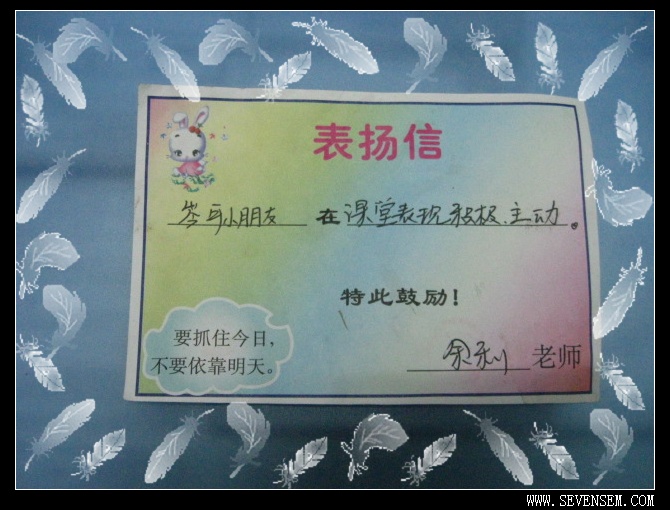 表扬信
小朋友 在 课堂表现积极、主动。
特此鼓励!
要抓住今日,
不要依靠明天。
老师
WWW.SEVENSEM.COM